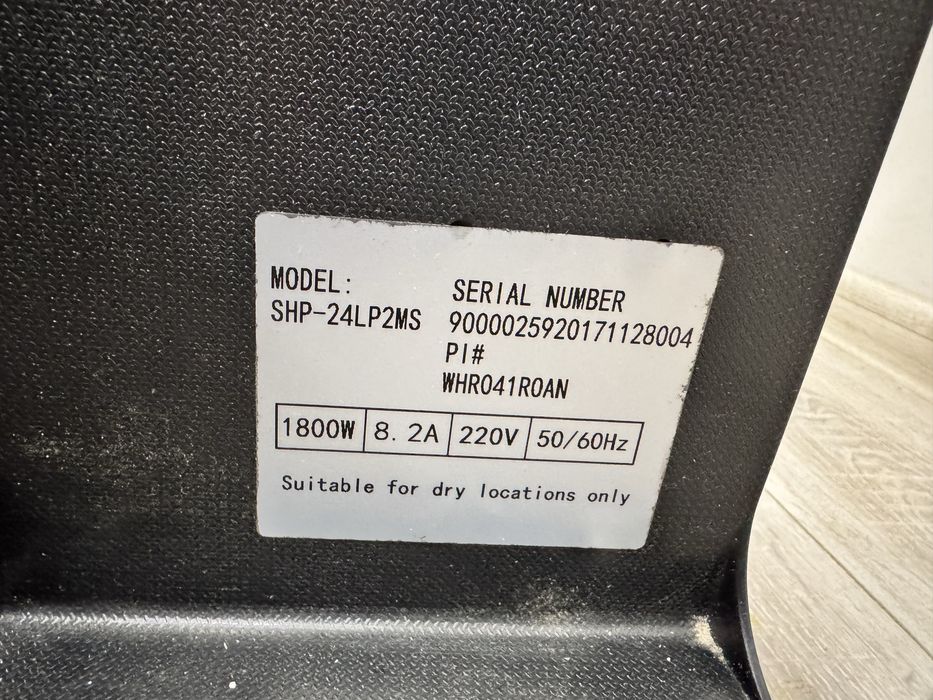 MODEL:
SHP-24LP2MS
SERIAL NUMBER
9000025920171128004
PI#
WHR041R0AN
1800W 8.2A 220V 50/60Hz
Suitable for dry locations only